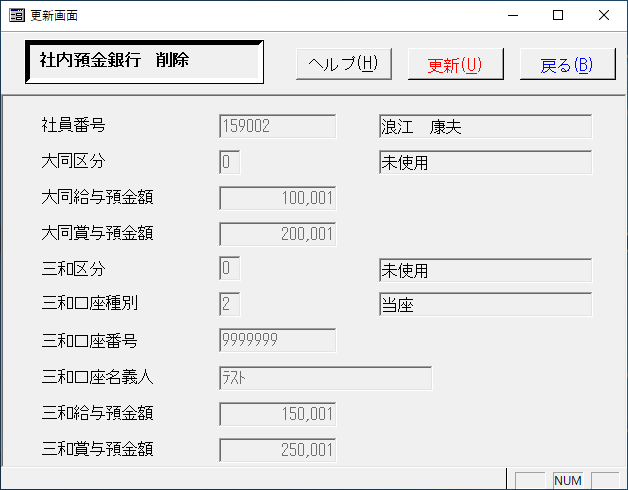 更新画面
社内預金銀行　削除
ヘルプ(H)
更新(U)
戻る(B)
社員番号 159002 浪江　康夫
大同区分 0 未使用
大同給与預金額 100,001
大同賞与預金額 200,001
三和区分 0 未使用
三和口座種別 2 当座
三和口座番号 9999999
三和口座名義人 ﾃｽﾄ
三和給与預金額 150,001
三和賞与預金額 250,001
NUM